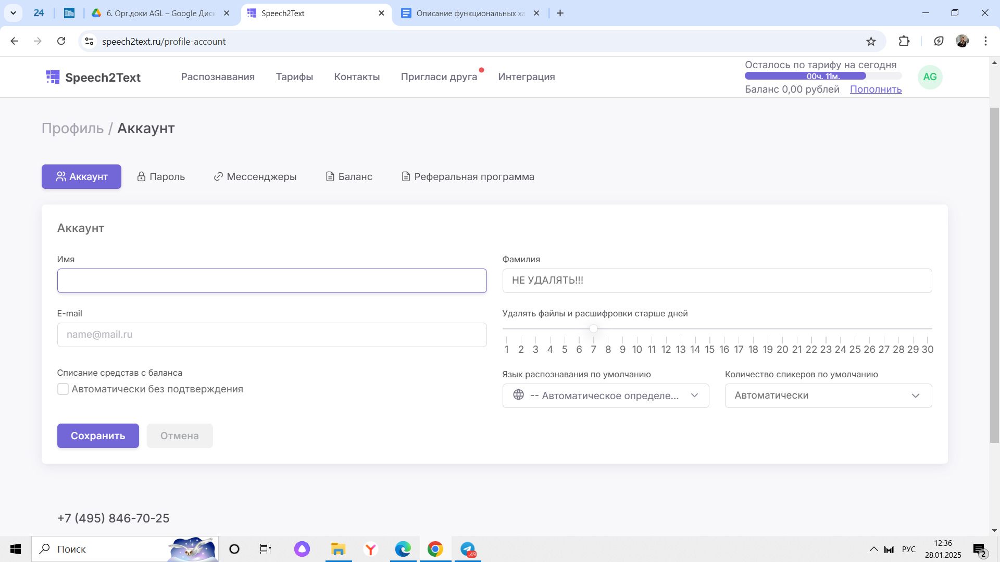 24
6. Орг.доки AGL – Google Диск
Speech2Text
Описание функциональных ха
speech2text.ru/profile-account
Speech2Text
Распознавания
Тарифы
Контакты
Пригласи друга
Интеграция
Осталось по тарифу на сегодня
00ч. 11м.
Баланс 0,00 рублей Пополнить
AG
Профиль / Аккаунт
Аккаунт
Пароль
Мессенджеры
Баланс
Реферальная программа
Аккаунт
Имя
Фамилия
НЕ УДАЛЯТЬ!!!
E-mail
name@mail.ru
Удалять файлы и расшифровки старше дней
1 2 3 4 5 6 7 8 9 10 11 12 13 14 15 16 17 18 19 20 21 22 23 24 25 26 27 28 29 30
Списание средстав с баланса
Автоматически без подтверждения
Язык распознавания по умолчанию
-- Автоматическое определе...
Количество спикеров по умолчанию
Автоматически
Сохранить
Отмена
+7 (495) 846-70-25
Поиск
..49
РУС
12:36
28.01.2025
2